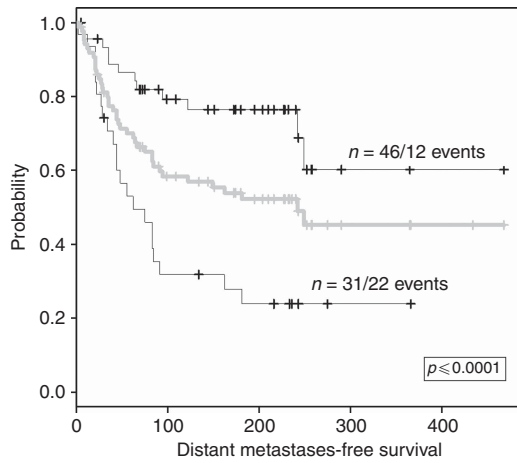 1.0
0.8
0.6
0.4
0.2
0.0
Probability
n = 46/12 events
n = 31/22 events
p⩽0.0001
0 100 200 300 400
Distant metastases-free survival